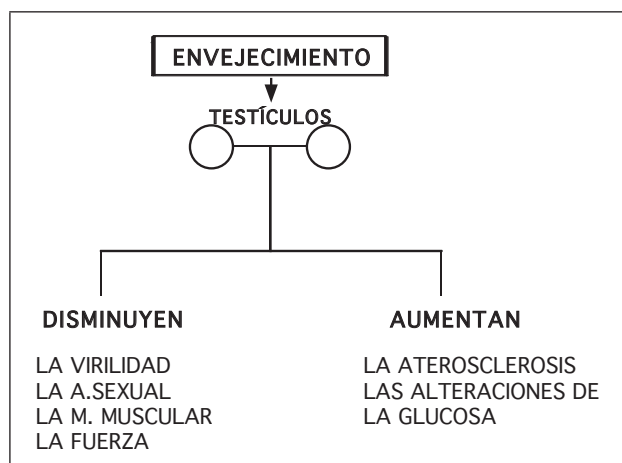 ENVEJECIMIENTO
TESTÍCULOS
DISMINUYEN
LA VIRILIDAD
LA A.SEXUAL
LA M. MUSCULAR
LA FUERZA
AUMENTAN
LA ATEROSCLEROSIS
LAS ALTERACIONES DE
LA GLUCOSA